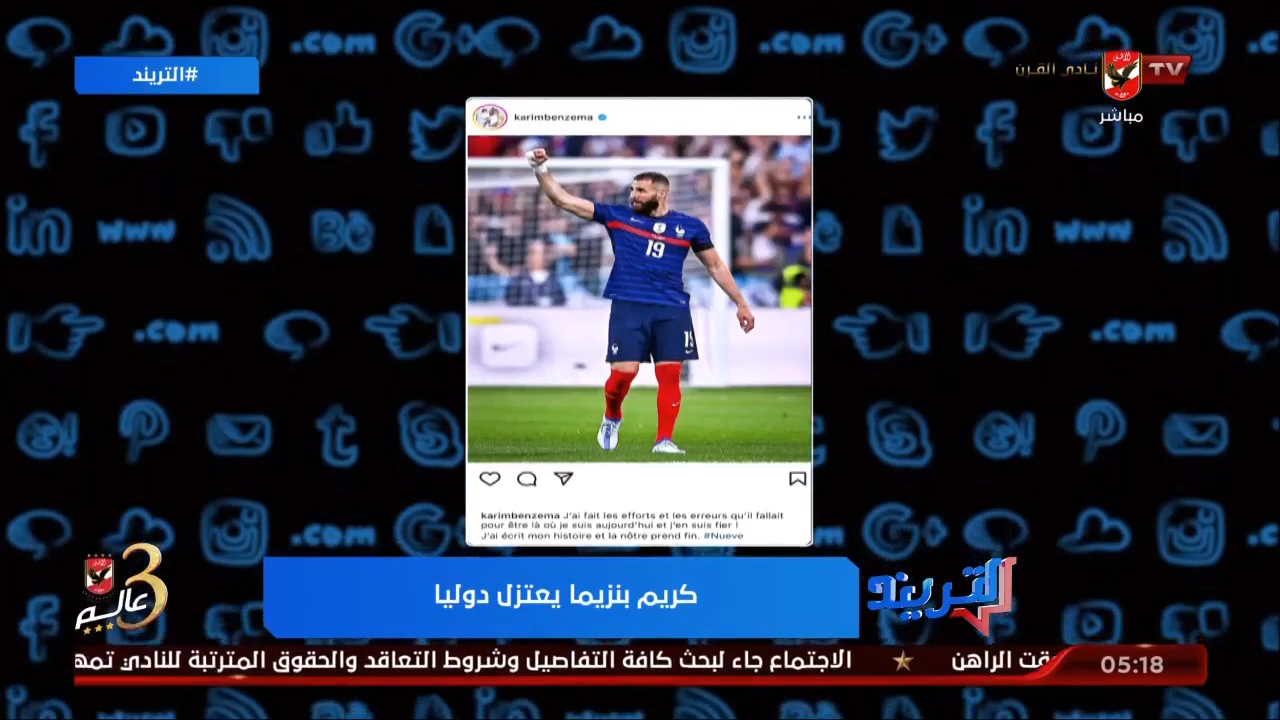 #التريند
نادي القرن
TV
مباشر
karimbenzema
19
karimbenzema J'ai fait les efforts et les erreurs qu'il fallait
pour être là où je suis aujourd'hui et j'en suis fier !
J'ai écrit mon histoire et la nôtre prend fin. #Nueve
3
عالم
كريم بنزيما يعتزل دوليا
التريند
الراهن ★ الاجتماع جاء لبحث كافة التفاصيل وشروط التعاقد والحقوق المترتبة للنادي
05:18
.com
www